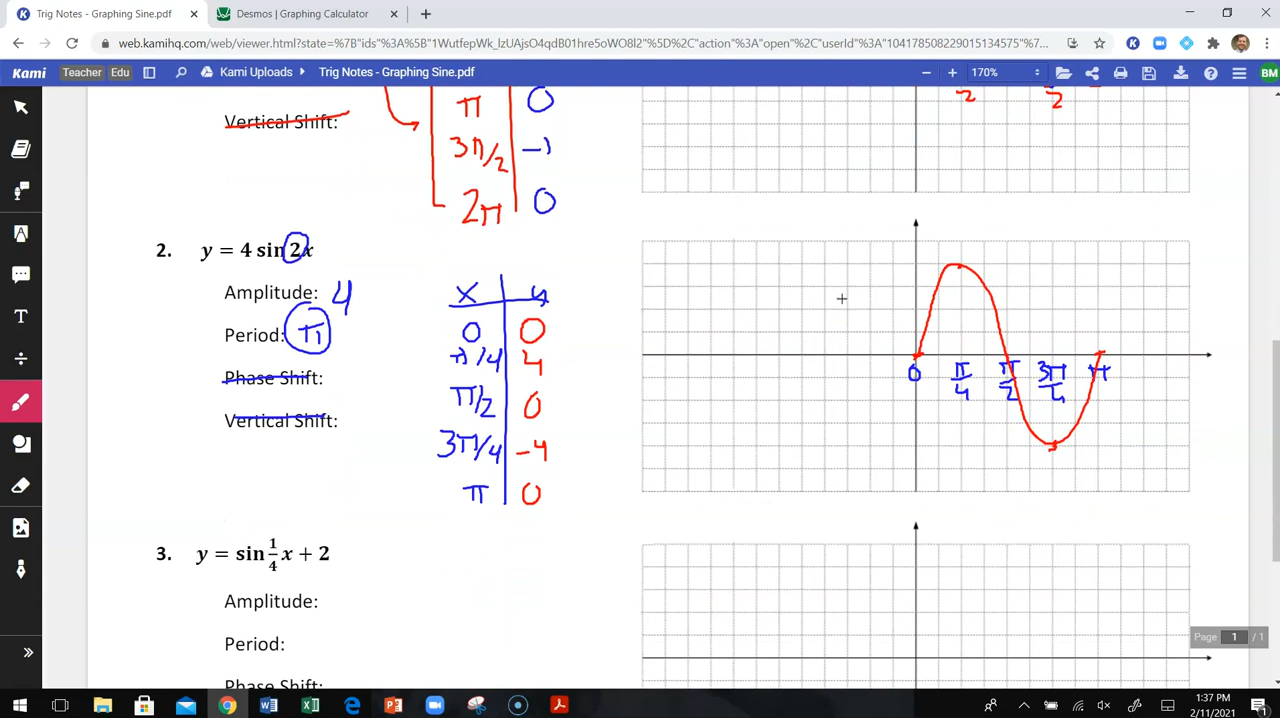 Trig Notes - Graphing Sine.pdf
Desmos | Graphing Calculator
web.kamihq.com/web/viewer.html?state=%7B"ids"%3A%5B"1WutfepWk_lzUAjsO4qdB01hre5oWO8l2"%5D%2C"action"%3A"open"%2C"userId"%3A"104178508229015134575"%7...
Kami Teacher Edu Kami Uploads Trig Notes - Graphing Sine.pdf 170% BM
Vertical Shift:
π 0
3π/2 -1
2π 0
2 2
2. y = 4 sin 2x
Amplitude: 4
Period: π
Phase Shift:
Vertical Shift:
x y
0 0
π/4 4
π/2 0
3π/4 -4
π 0
0 π/4 π/2 3π/4 π
3. y = sin 1/4 x + 2
Amplitude:
Period:
Phase Shift:
Page 1 / 1
1:37 PM
2/11/2021